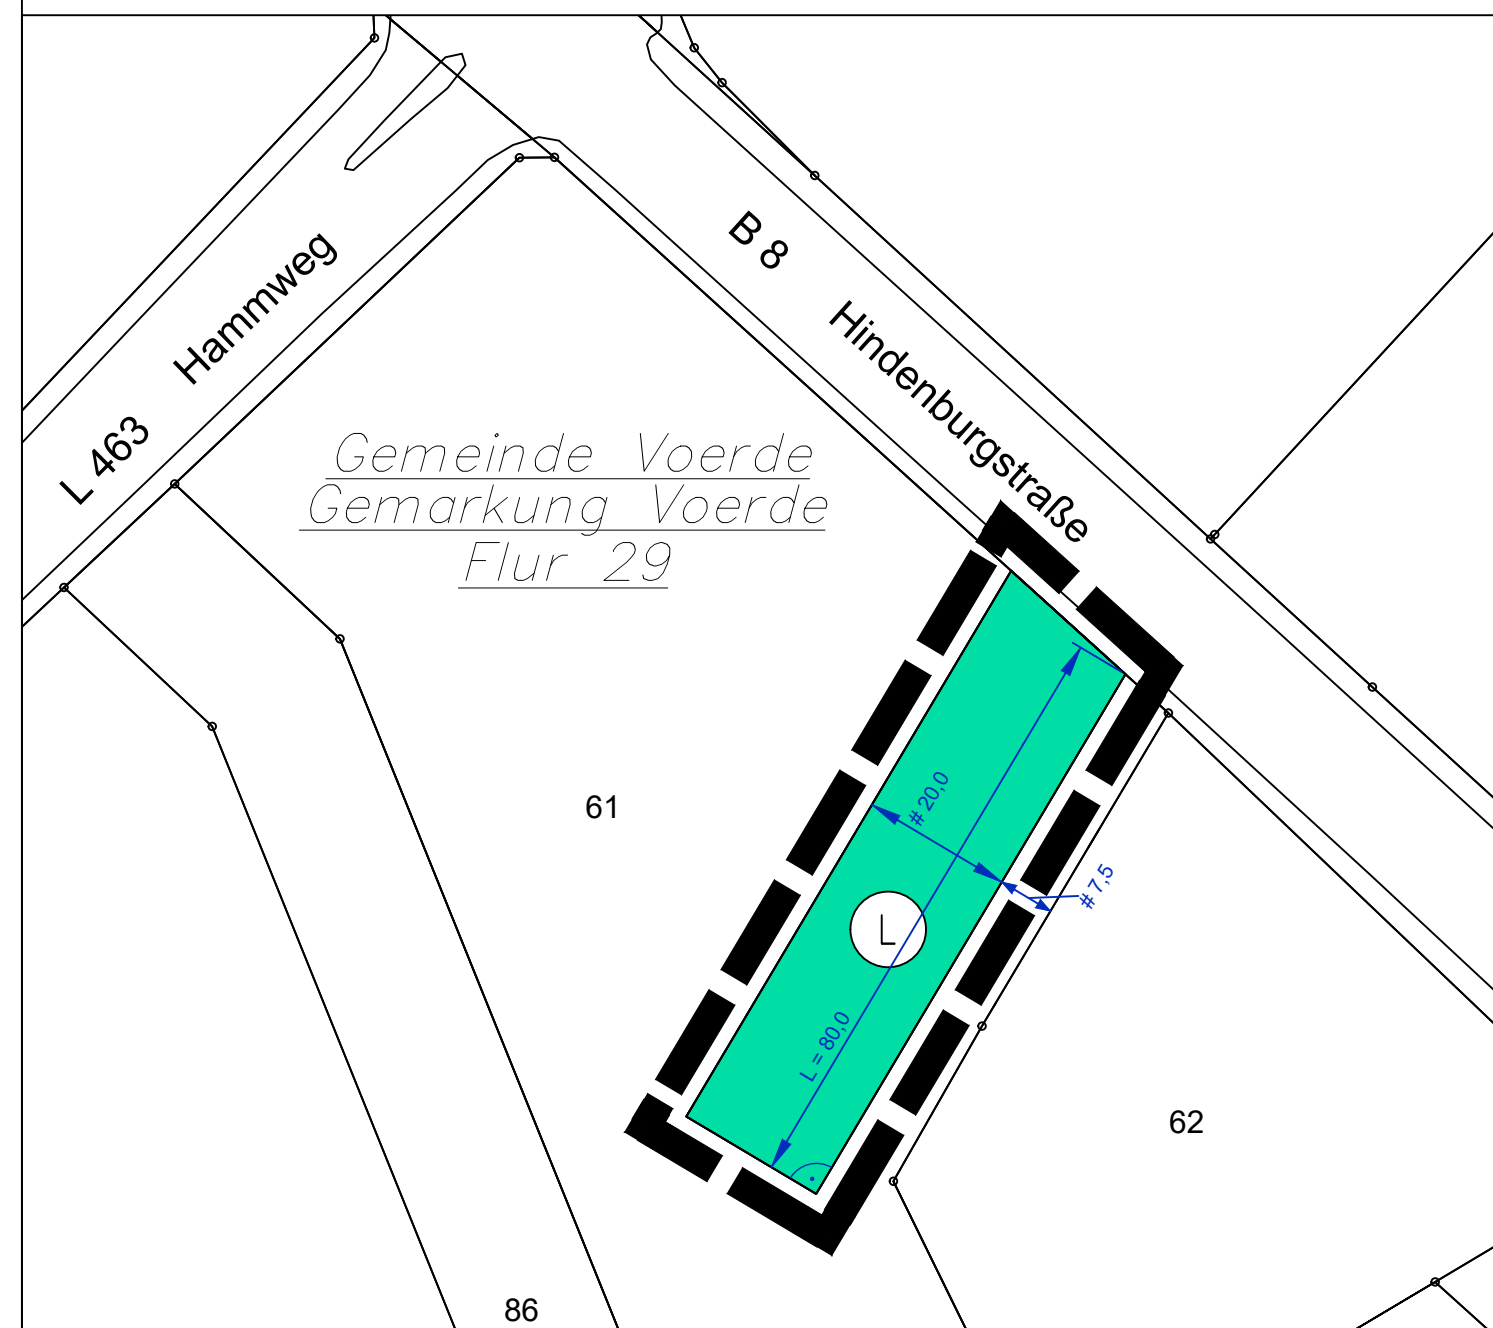 B 8
Hindenburgstraße
L 463
Hammweg
Gemeinde Voerde
Gemarkung Voerde
Flur 29
61
# 20,0
# 7,5
L
L = 80,0
62
86